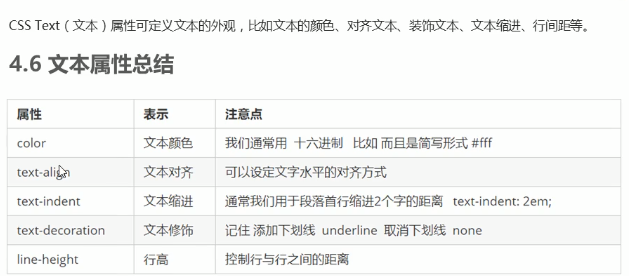 CSS Text（文本）属性可定义文本的外观，比如文本的颜色、对齐文本、装饰文本、文本缩进、行间距等。
4.6 文本属性总结
属性 表示 注意点
color 文本颜色 我们通常用 十六进制 比如 而且是简写形式 #fff
text-align 文本对齐 可以设定文字水平的对齐方式
text-indent 文本缩进 通常我们用于段落首行缩进2个字的距离 text-indent: 2em;
text-decoration 文本修饰 记住 添加下划线 underline 取消下划线 none
line-height 行高 控制行与行之间的距离